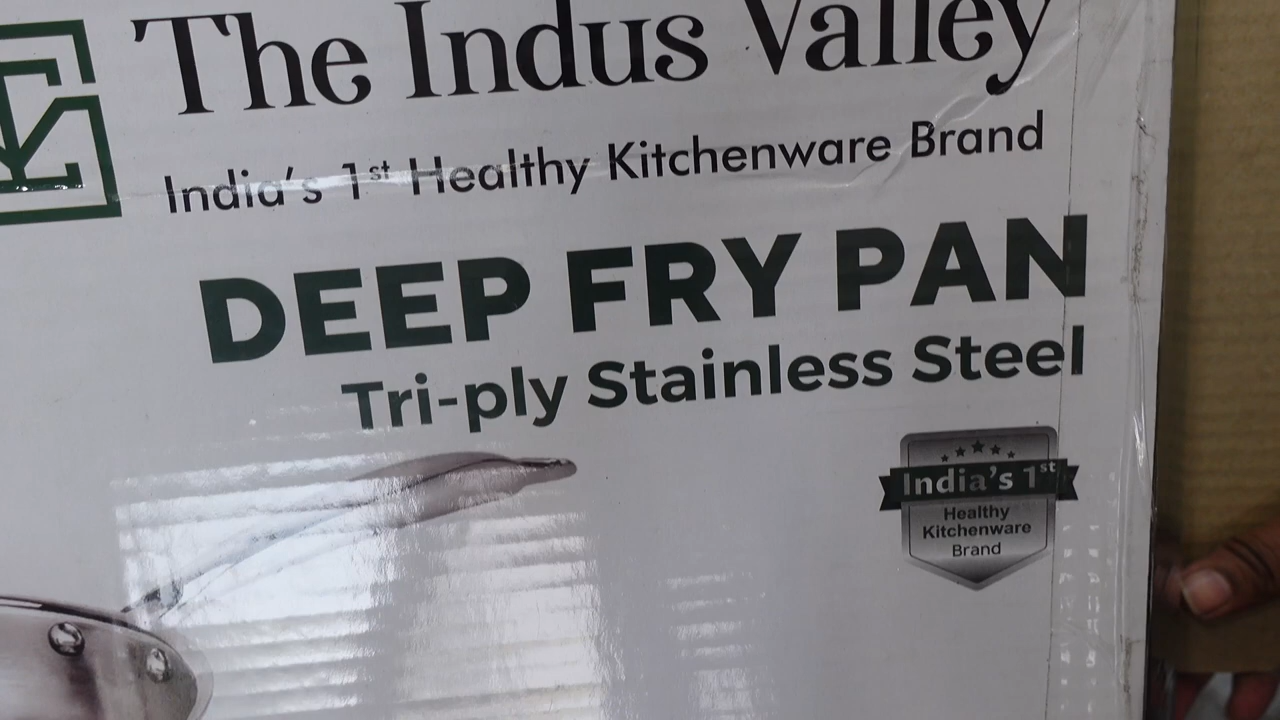 The Indus Valley
India's 1st Healthy Kitchenware Brand
DEEP FRY PAN
Tri-ply Stainless Steel
India's 1st
Healthy
Kitchenware
Brand